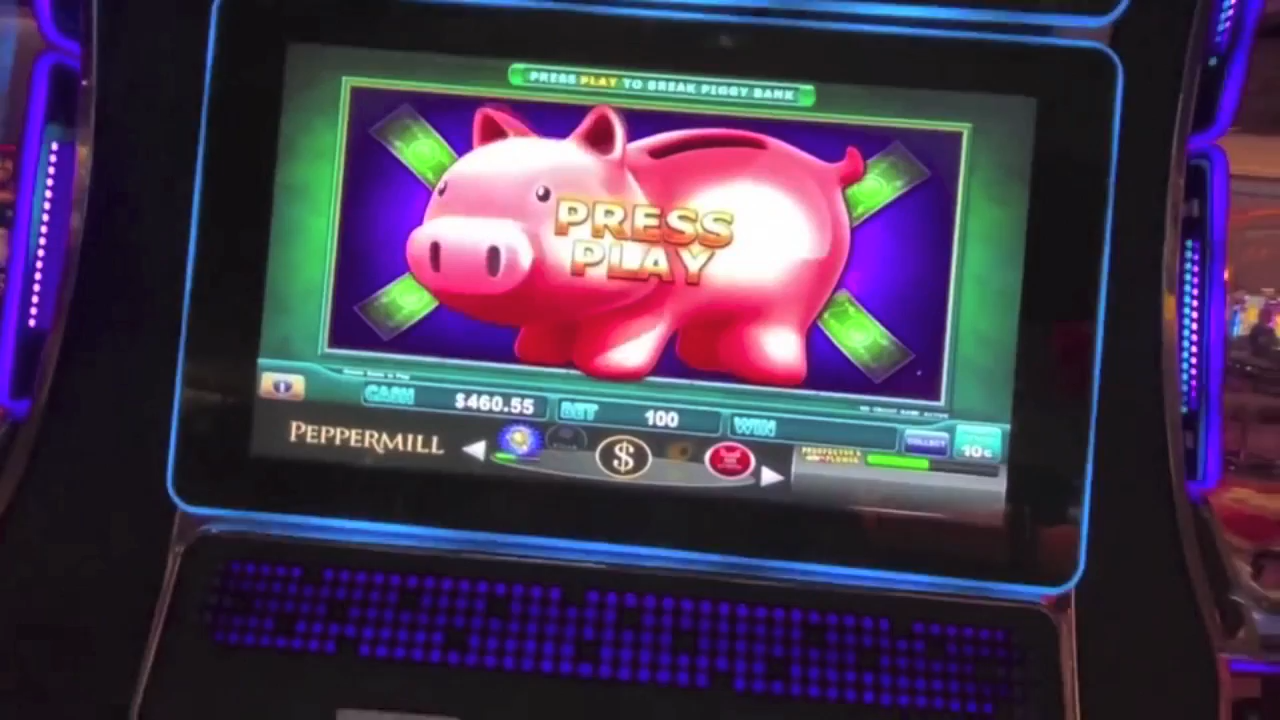 PRESS PLAY TO BREAK PIGGY BANK
PRESS
PLAY
CASH $460.55 BET 100 WIN
COLLECT
10¢
PEPPERMILL
$